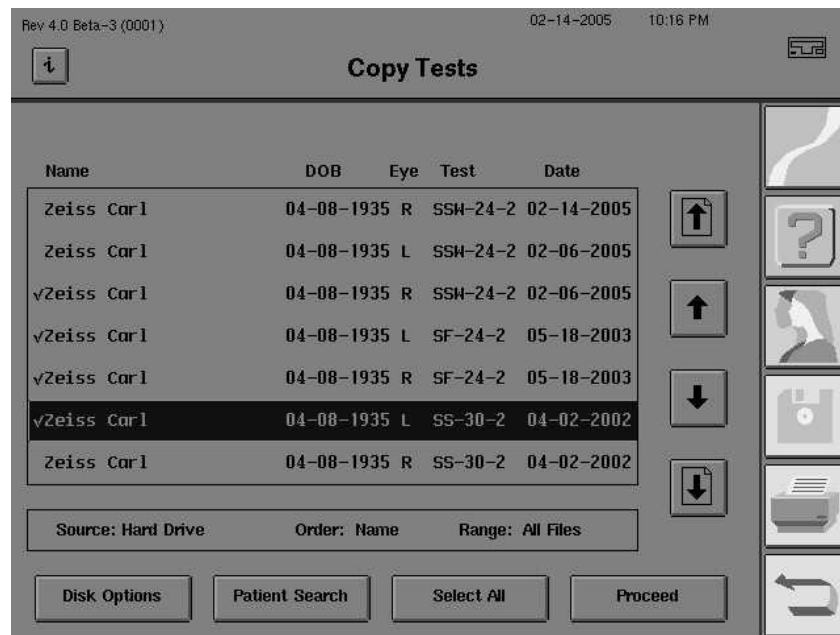 Rev 4.0 Beta-3 (0001) 02-14-2005 10:16 PM
i Copy Tests
Name DOB Eye Test Date
Zeiss Carl 04-08-1935 R SSW-24-2 02-14-2005
Zeiss Carl 04-08-1935 L SSW-24-2 02-06-2005
√Zeiss Carl 04-08-1935 R SSW-24-2 02-06-2005
√Zeiss Carl 04-08-1935 L SF-24-2 05-18-2003
√Zeiss Carl 04-08-1935 R SF-24-2 05-18-2003
√Zeiss Carl 04-08-1935 L SS-30-2 04-02-2002
Zeiss Carl 04-08-1935 R SS-30-2 04-02-2002
Source: Hard Drive Order: Name Range: All Files
Disk Options Patient Search Select All Proceed